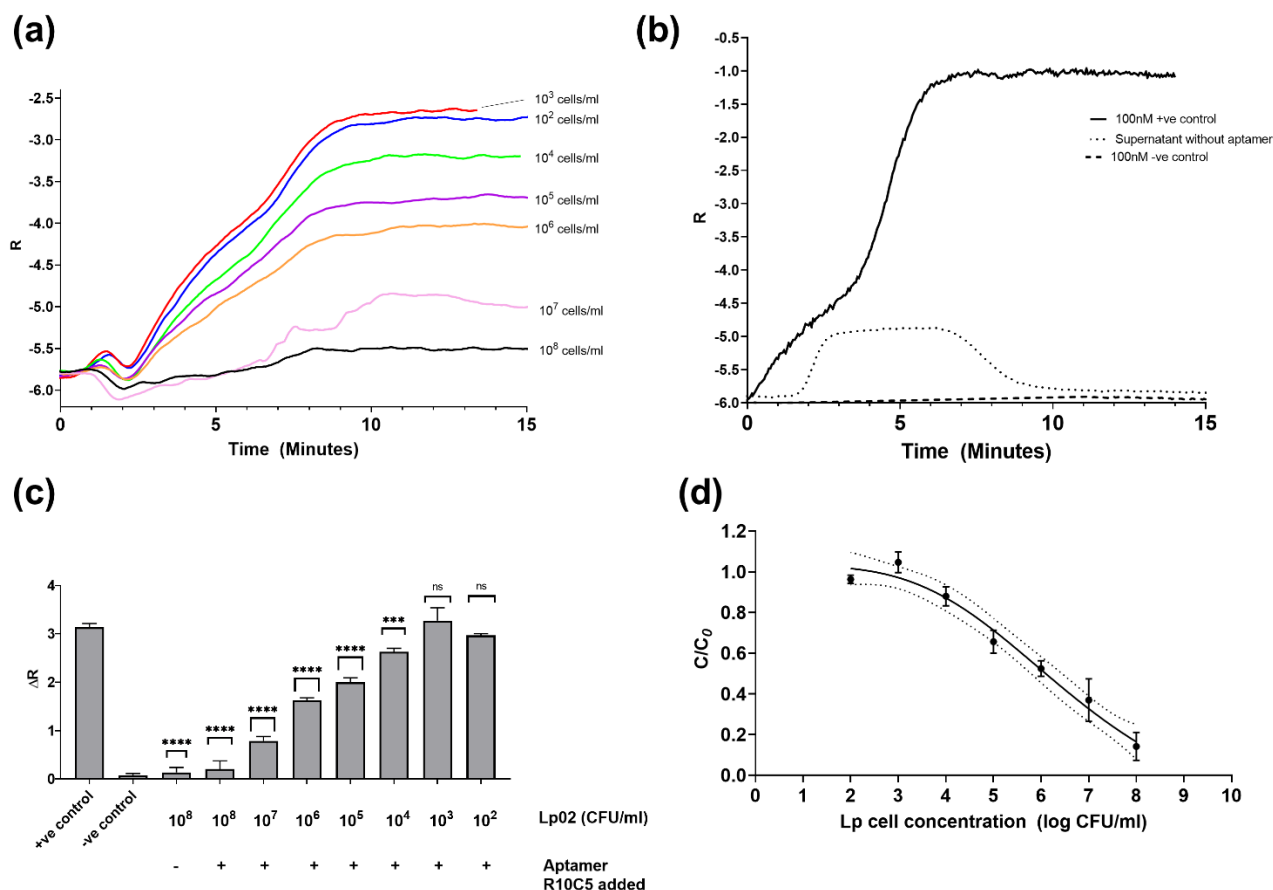 (a)
-2.5
-3.0
-3.5
-4.0
-4.5
-5.0
-5.5
-6.0
R
0
5
10
15
Time (Minutes)
10³ cells/ml
10² cells/ml
10⁴ cells/ml
10⁵ cells/ml
10⁶ cells/ml
10⁷ cells/ml
10⁸ cells/ml
(b)
-0.5
-1.0
-1.5
-2.0
-2.5
-3.0
-3.5
-4.0
-4.5
-5.0
-5.5
-6.0
R
0
5
10
15
Time (Minutes)
100nM +ve control
Supernatant without aptamer
100nM -ve control
(c)
4
3
2
1
0
ΔR
**** **** **** **** **** *** ns ns
+ve control
-ve control
10⁸ 10⁸ 10⁷ 10⁶ 10⁵ 10⁴ 10³ 10² Lp02 (CFU/ml)
- + + + + + + + Aptamer
R10C5 added
(d)
1.2
1.0
0.8
0.6
0.4
0.2
0.0
C/C₀
0 1 2 3 4 5 6 7 8 9 10
Lp cell concentration (log CFU/ml)